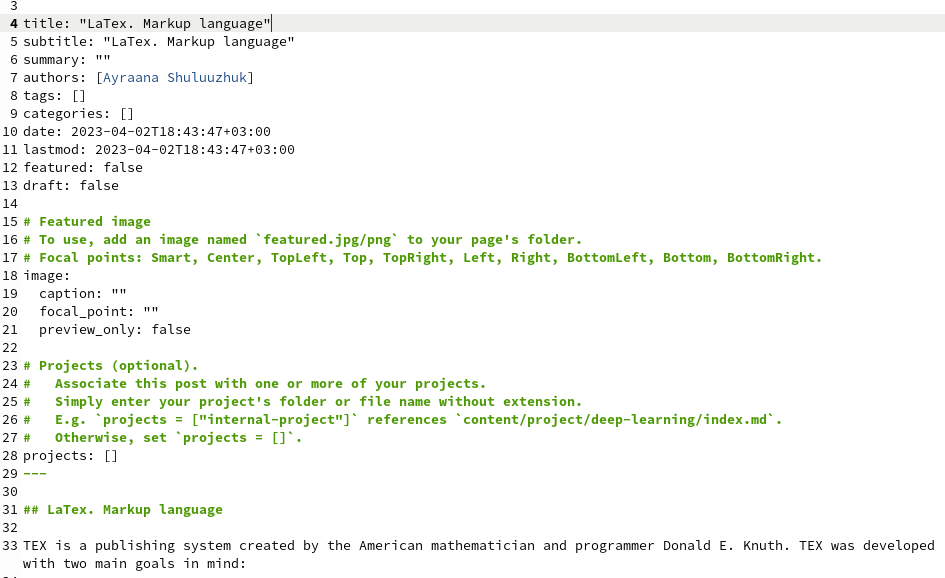 3
4 title: "LaTex. Markup language"
5 subtitle: "LaTex. Markup language"
6 summary: ""
7 authors: [Ayraana Shuluuzhuk]
8 tags: []
9 categories: []
10 date: 2023-04-02T18:43:47+03:00
11 lastmod: 2023-04-02T18:43:47+03:00
12 featured: false
13 draft: false
14
15 # Featured image
16 # To use, add an image named `featured.jpg/png` to your page's folder.
17 # Focal points: Smart, Center, TopLeft, Top, TopRight, Left, Right, BottomLeft, Bottom, BottomRight.
18 image:
19   caption: ""
20   focal_point: ""
21   preview_only: false
22
23 # Projects (optional).
24 #   Associate this post with one or more of your projects.
25 #   Simply enter your project's folder or file name without extension.
26 #   E.g. `projects = ["internal-project"]` references `content/project/deep-learning/index.md`.
27 #   Otherwise, set `projects = []`.
28 projects: []
29 ---
30
31 ## LaTex. Markup language
32
33 TEX is a publishing system created by the American mathematician and programmer Donald E. Knuth. TEX was developed
with two main goals in mind: